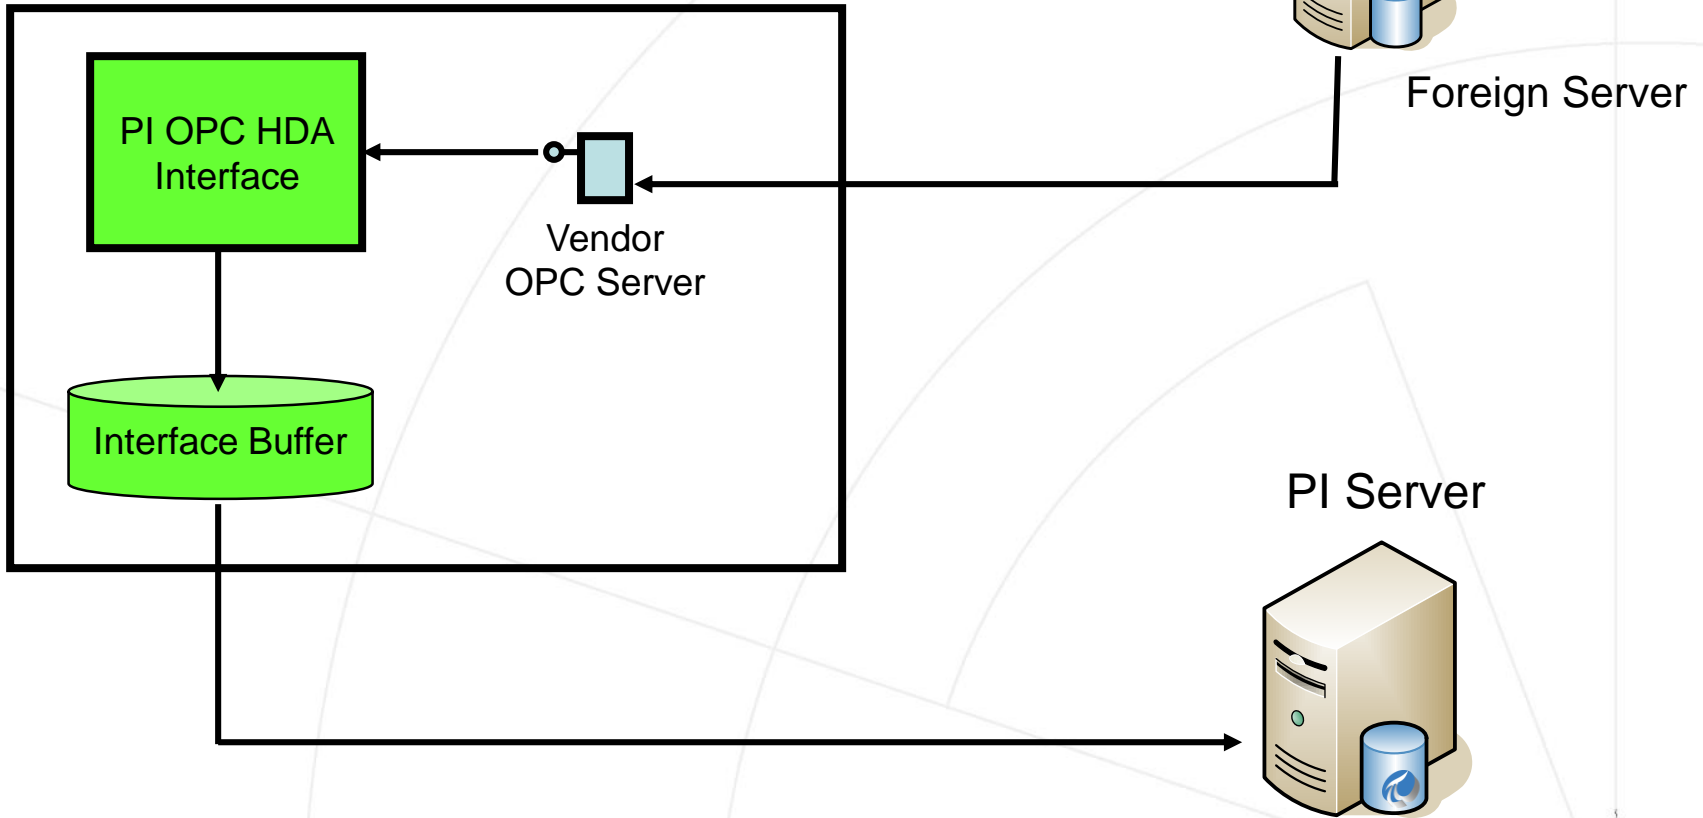 Foreign Server
PI OPC HDA
Interface
Vendor
OPC Server
Interface Buffer
PI Server